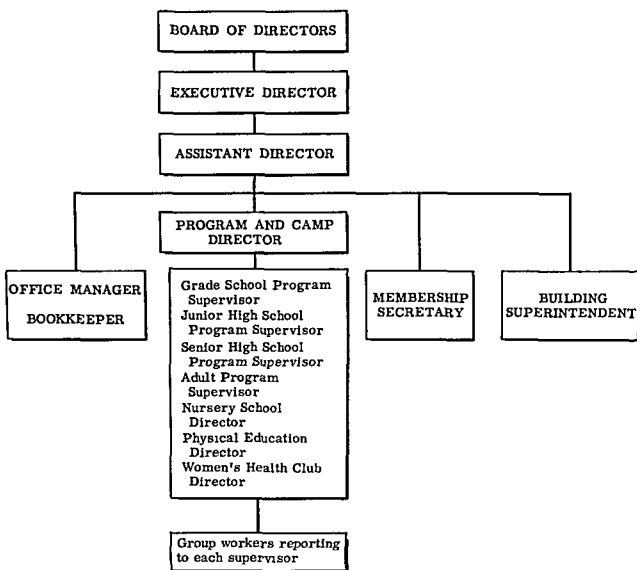 BOARD OF DIRECTORS
EXECUTIVE DIRECTOR
ASSISTANT DIRECTOR
PROGRAM AND CAMP
DIRECTOR
OFFICE MANAGER
BOOKKEEPER
Grade School Program
Supervisor
Junior High School
Program Supervisor
Senior High School
Program Supervisor
Adult Program
Supervisor
Nursery School
Director
Physical Education
Director
Women's Health Club
Director
MEMBERSHIP
SECRETARY
BUILDING
SUPERINTENDENT
Group workers reporting
to each supervisor